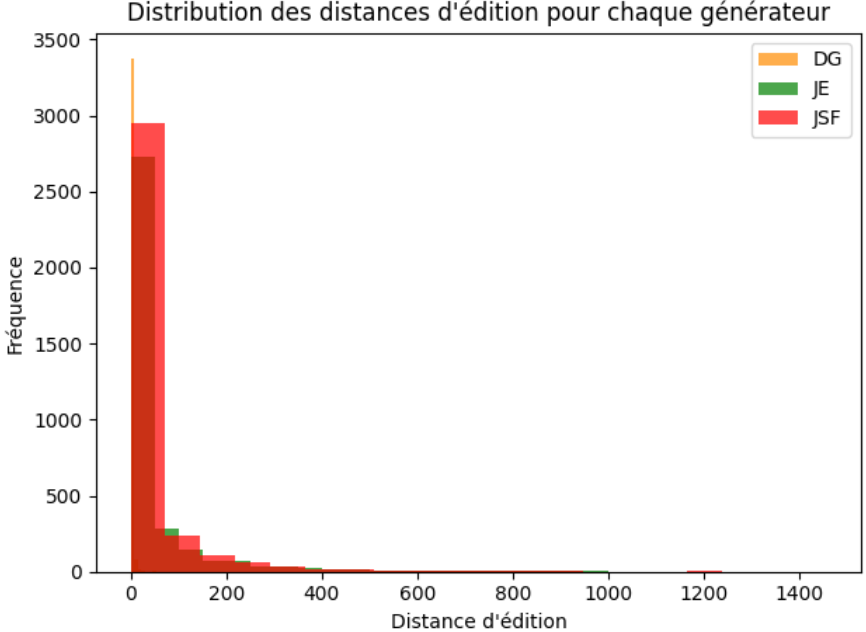 Distribution des distances d'édition pour chaque générateur
3500
3000
2500
2000
1500
1000
500
0
Fréquence
DG
JE
JSF
0 200 400 600 800 1000 1200 1400
Distance d'édition